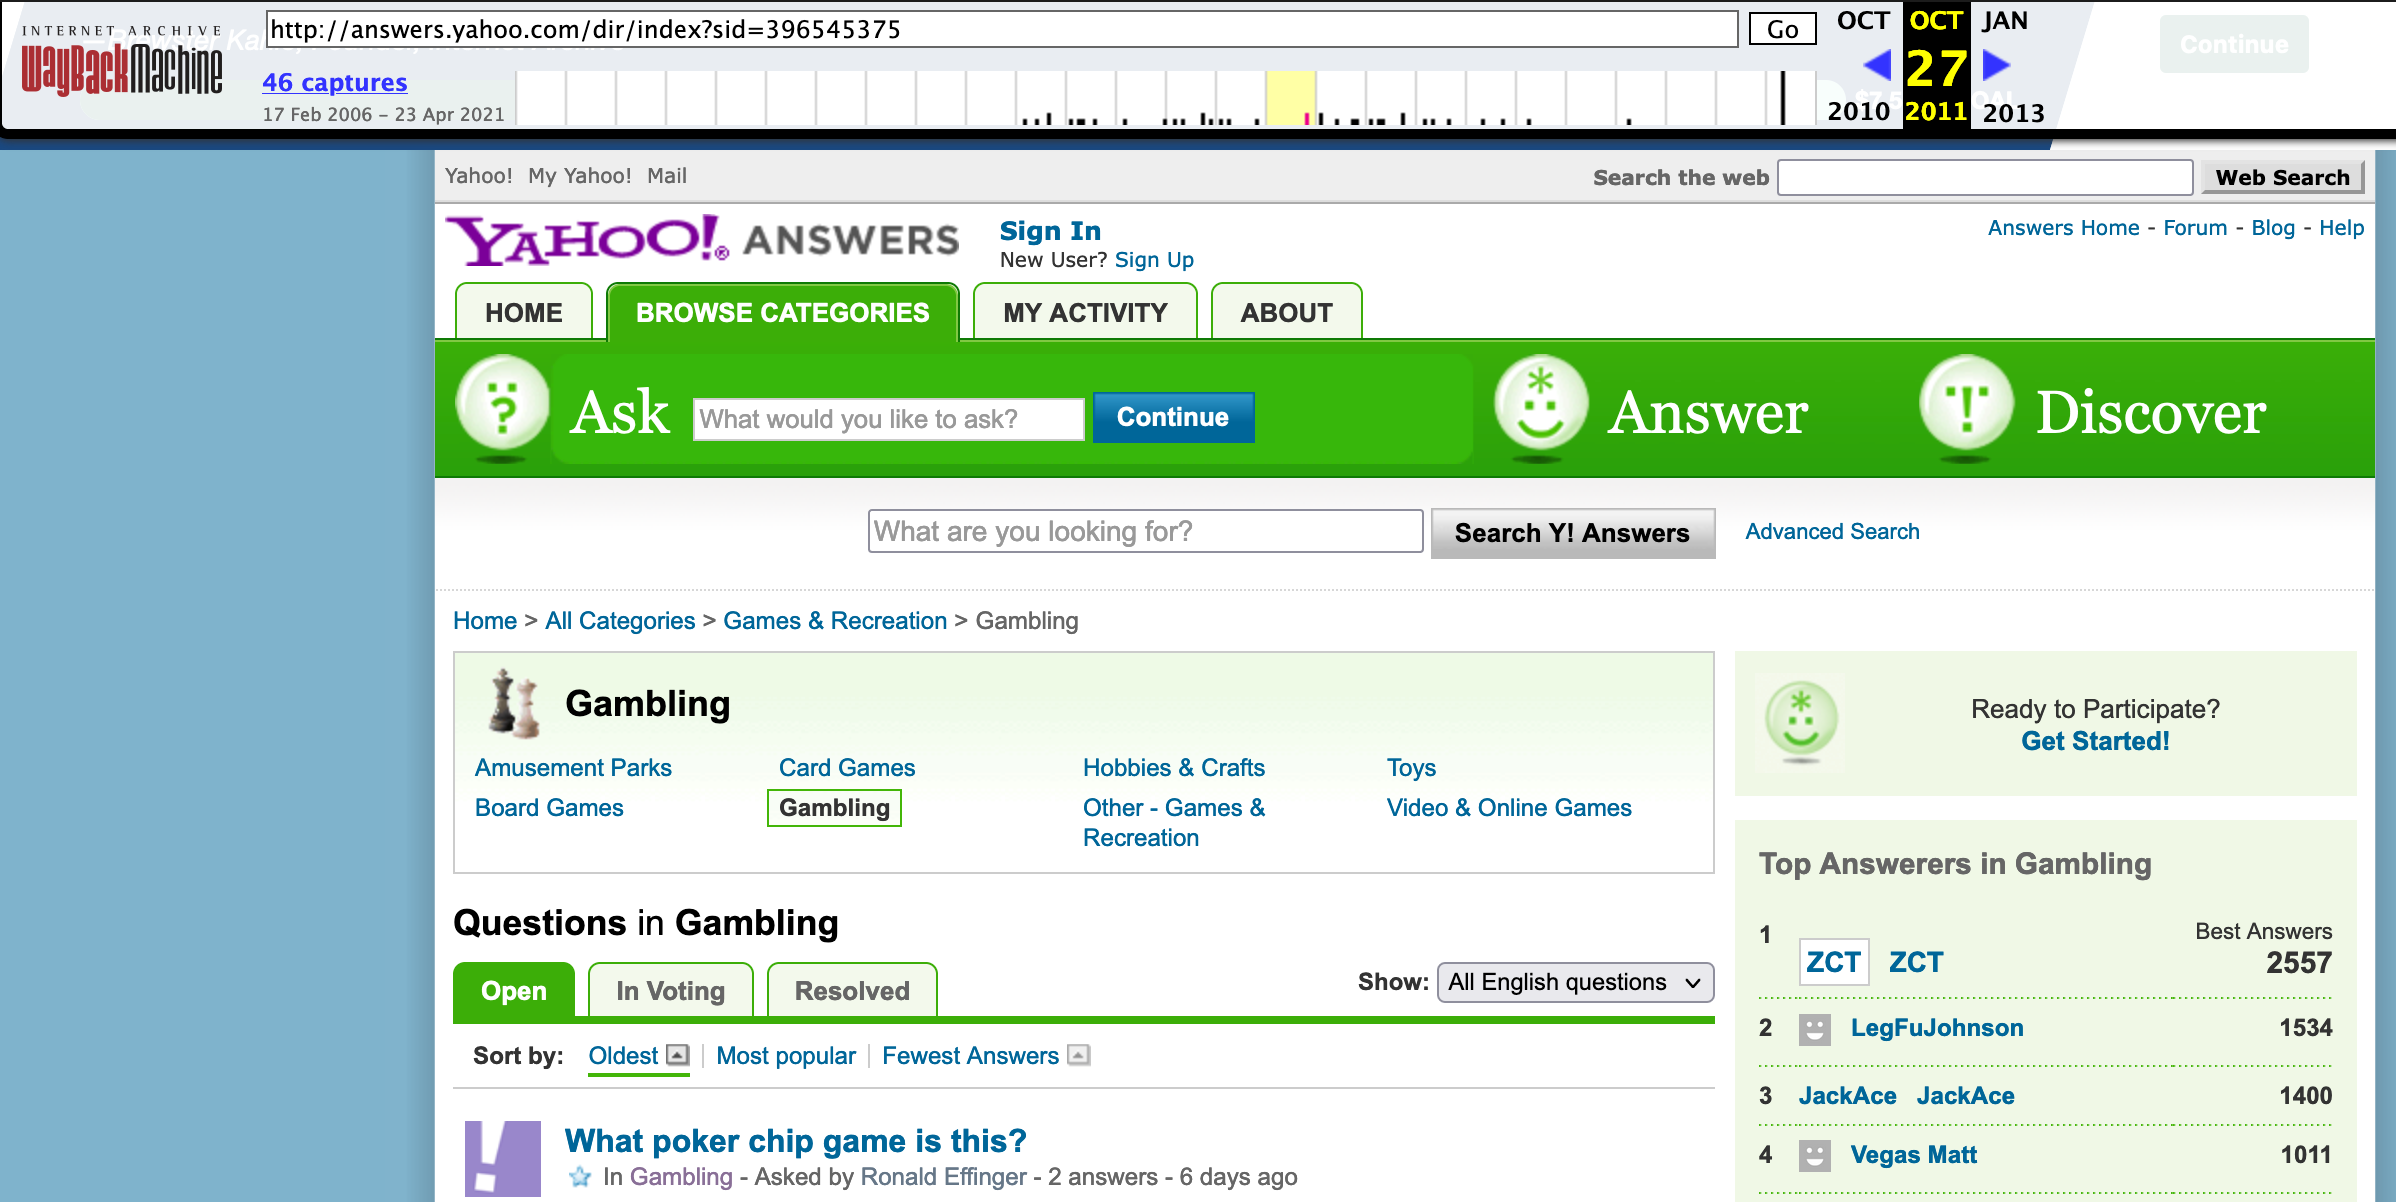 INTERNET ARCHIVE
WayBackMachine
http://answers.yahoo.com/dir/index?sid=396545375
Go
OCT OCT JAN
27
2010 2011 2013
46 captures
17 Feb 2006 – 23 Apr 2021
Continue
Yahoo! My Yahoo! Mail
Search the web
Web Search
YAHOO!® ANSWERS
Sign In
New User? Sign Up
Answers Home - Forum - Blog - Help
HOME
BROWSE CATEGORIES
MY ACTIVITY
ABOUT
Ask
What would you like to ask?
Continue
Answer
Discover
What are you looking for?
Search Y! Answers
Advanced Search
Home > All Categories > Games & Recreation > Gambling
Gambling
Amusement Parks
Card Games
Hobbies & Crafts
Toys
Board Games
Gambling
Other - Games &
Recreation
Video & Online Games
Ready to Participate?
Get Started!
Questions in Gambling
Open
In Voting
Resolved
Show: All English questions
Sort by: Oldest Most popular Fewest Answers
What poker chip game is this?
In Gambling - Asked by Ronald Effinger - 2 answers - 6 days ago
Top Answerers in Gambling
Best Answers
1 ZCT ZCT 2557
2 LegFuJohnson 1534
3 JackAce JackAce 1400
4 Vegas Matt 1011